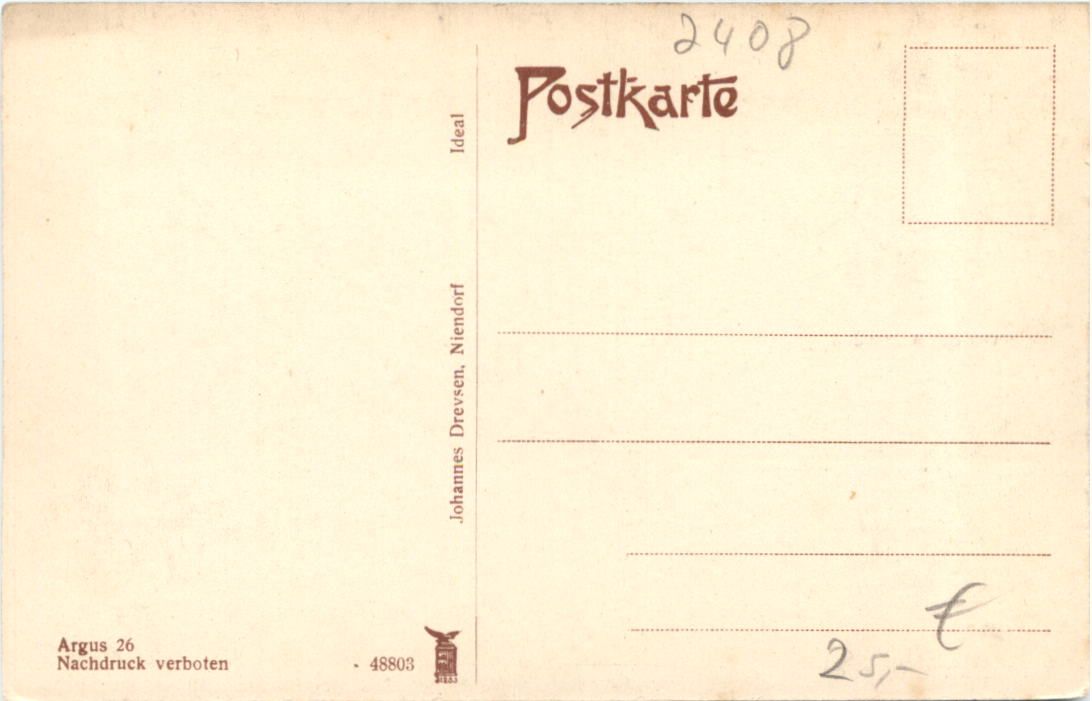 2408
Postkarte
Ideal
Johannes Drevsen, Niendorf
Argus 26
Nachdruck verboten
- 48803
€
25,-